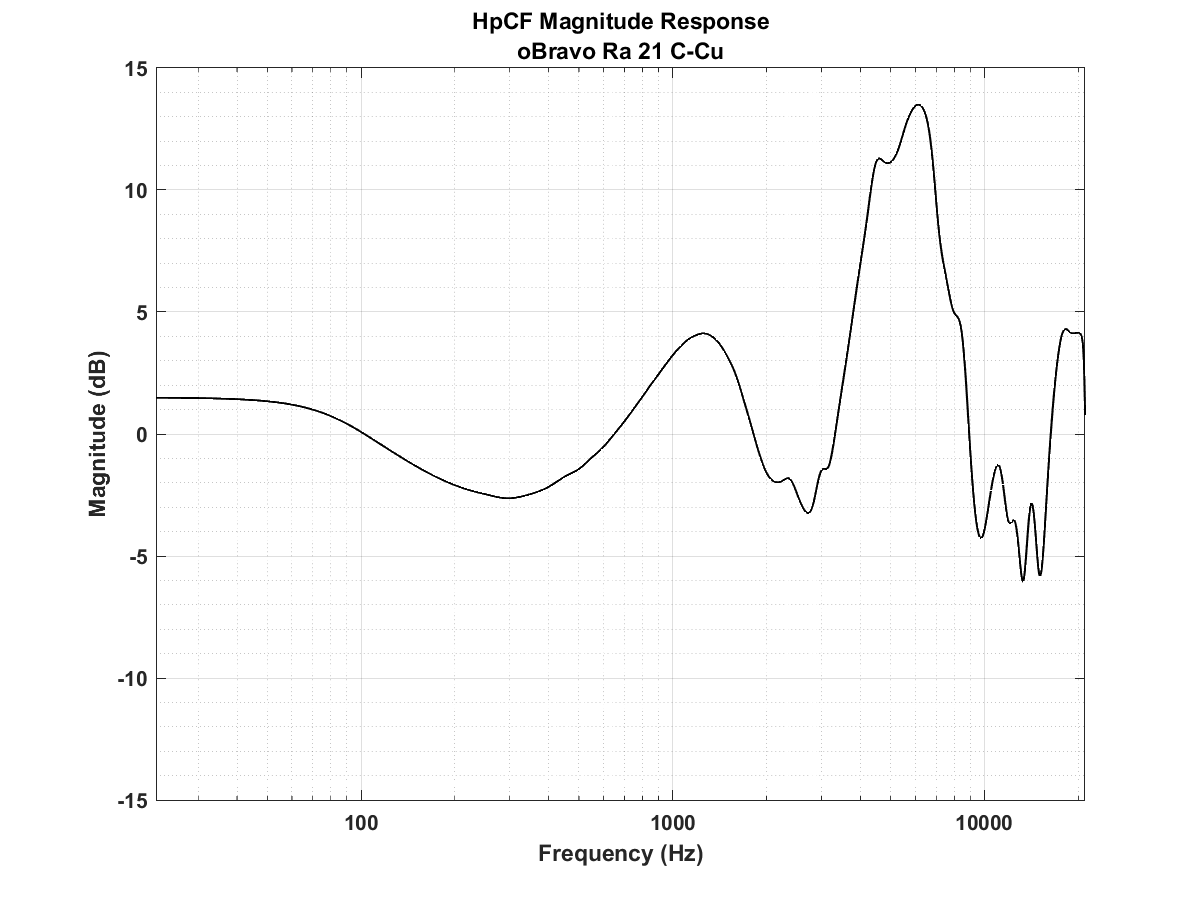 HpCF Magnitude Response
oBravo Ra 21 C-Cu
15
10
5
0
-5
-10
-15
Magnitude (dB)
100
1000
10000
Frequency (Hz)